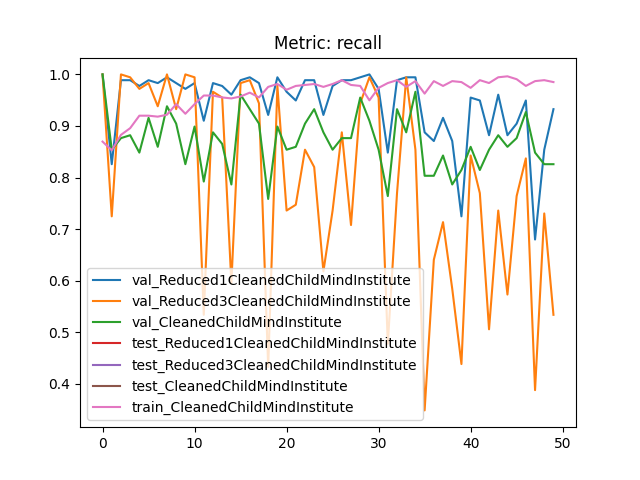 Metric: recall
1.0
0.9
0.8
0.7
0.6
0.5
0.4
val_Reduced1CleanedChildMindInstitute
val_Reduced3CleanedChildMindInstitute
val_CleanedChildMindInstitute
test_Reduced1CleanedChildMindInstitute
test_Reduced3CleanedChildMindInstitute
test_CleanedChildMindInstitute
train_CleanedChildMindInstitute
0 10 20 30 40 50